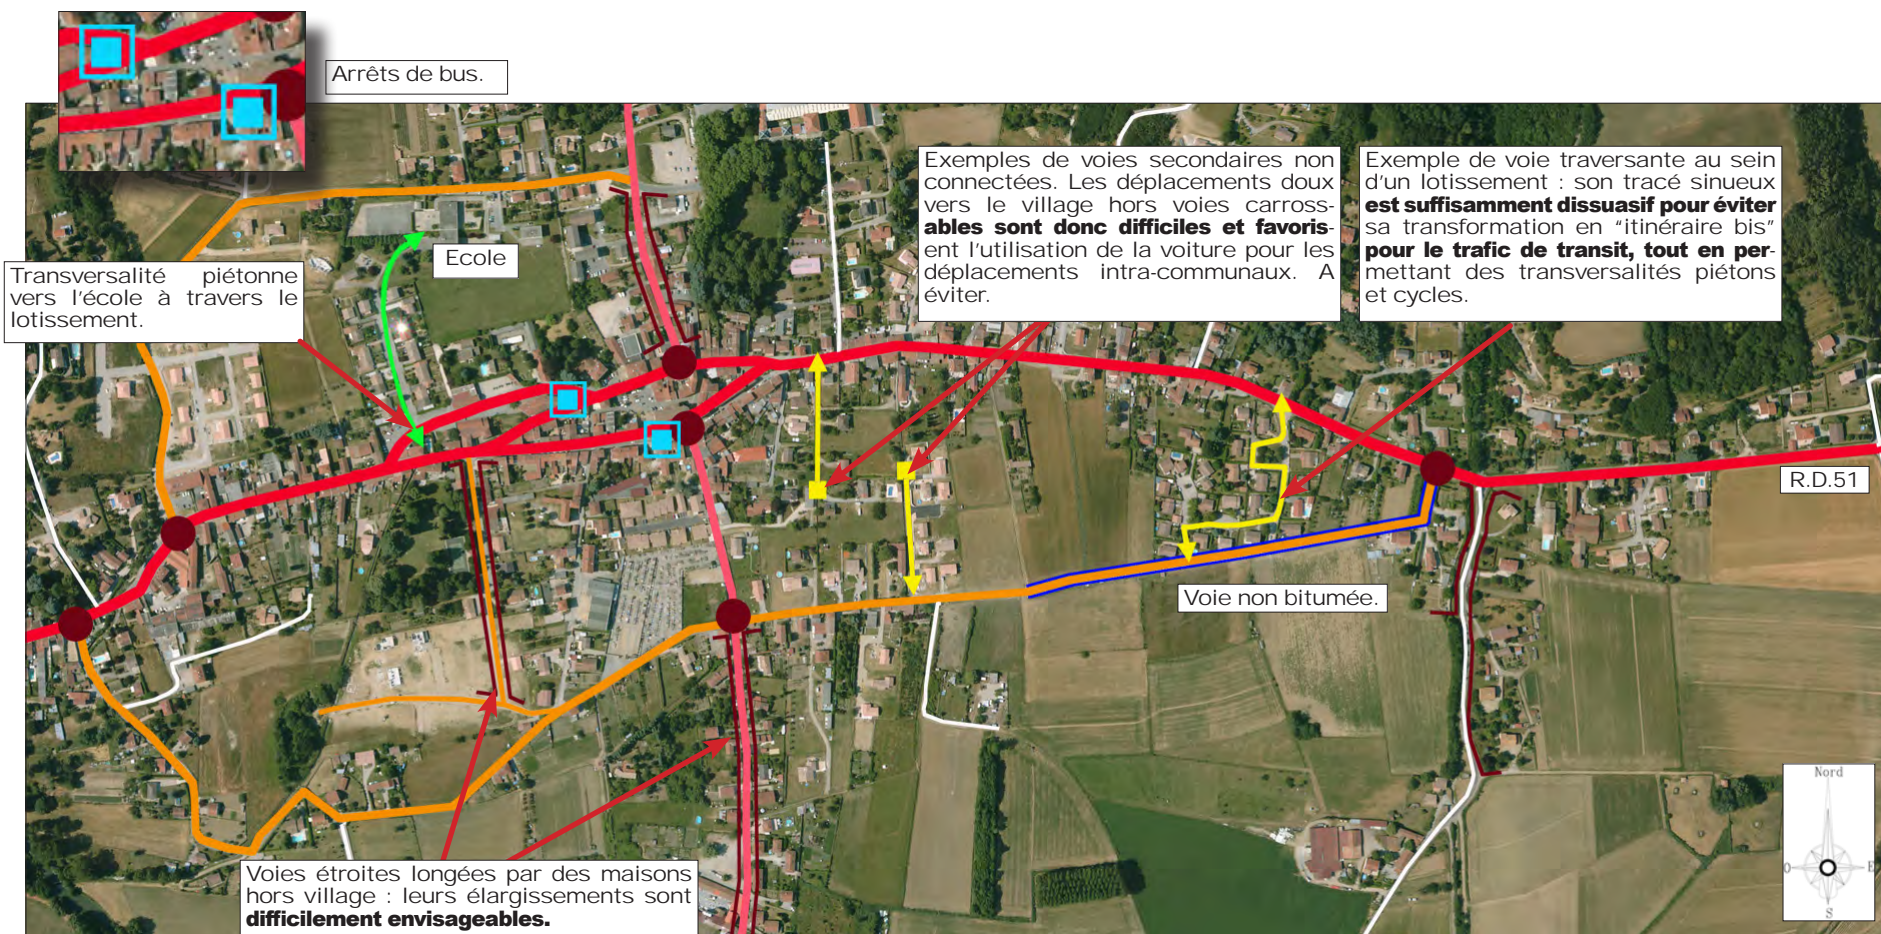 Arrêts de bus.
Exemples de voies secondaires non
connectées. Les déplacements doux
vers le village hors voies carross-
ables sont donc difficiles et favoris-
ent l'utilisation de la voiture pour les
déplacements intra-communaux. A
éviter.
Exemple de voie traversante au sein
d'un lotissement : son tracé sinueux
est suffisamment dissuasif pour éviter
sa transformation en "itinéraire bis"
pour le trafic de transit, tout en per-
mettant des transversalités piétons
et cycles.
Ecole
Transversalité piétonne
vers l'école à travers le
lotissement.
R.D.51
Voie non bitumée.
Voies étroites longées par des maisons
hors village : leurs élargissements sont
difficilement envisageables.
Nord
O
E
S